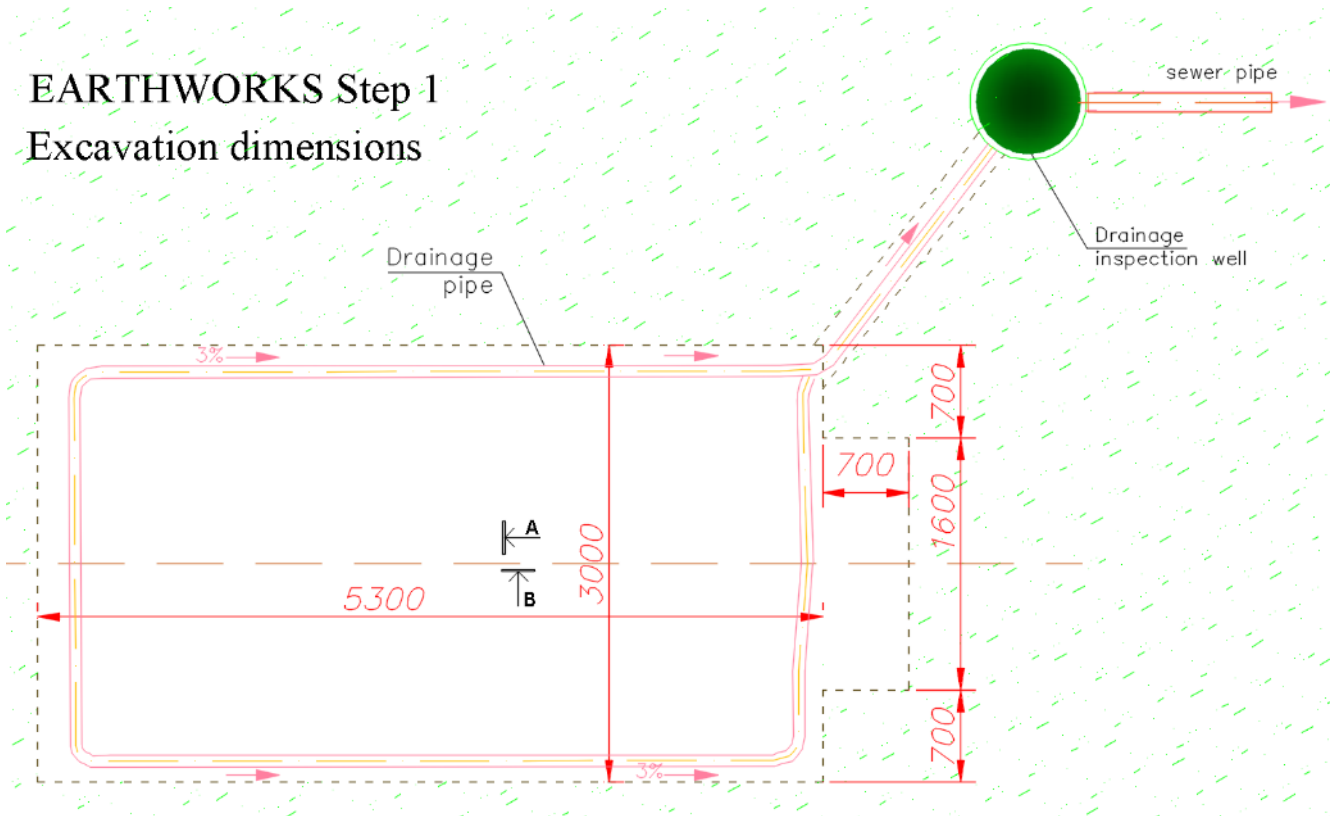 EARTHWORKS Step 1
Excavation dimensions
sewer pipe
Drainage
inspection well
Drainage
pipe
3%
700
700
1600
A
3000
B
5300
700
3%